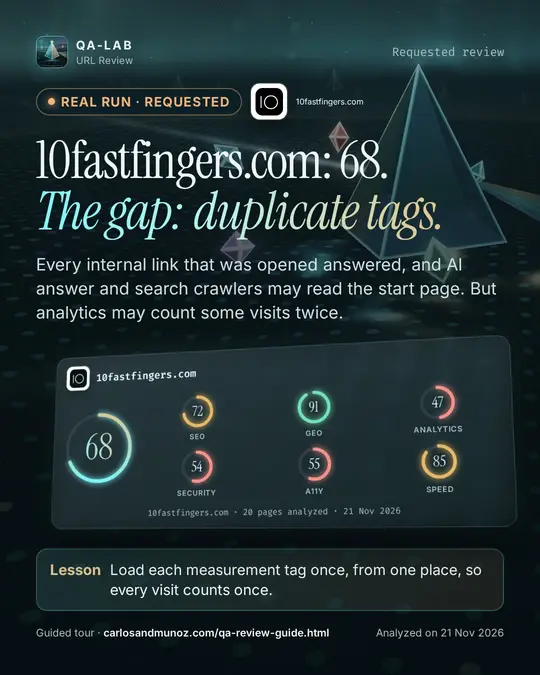 QA-LAB
URL Review
Requested review
REAL RUN · REQUESTED
10fastfingers.com
10fastfingers.com: 68.
The gap: duplicate tags.
Every internal link that was opened answered, and AI
answer and search crawlers may read the start page. But
analytics may count some visits twice.
10fastfingers.com
68
72
SEO
91
GEO
47
ANALYTICS
54
SECURITY
55
A11Y
85
SPEED
10fastfingers.com · 20 pages analyzed · 21 Nov 2026
Lesson
Load each measurement tag once, from one place, so
every visit counts once.
Guided tour · carlosandmunoz.com/qa-review-guide.html
Analyzed on 21 Nov 2026